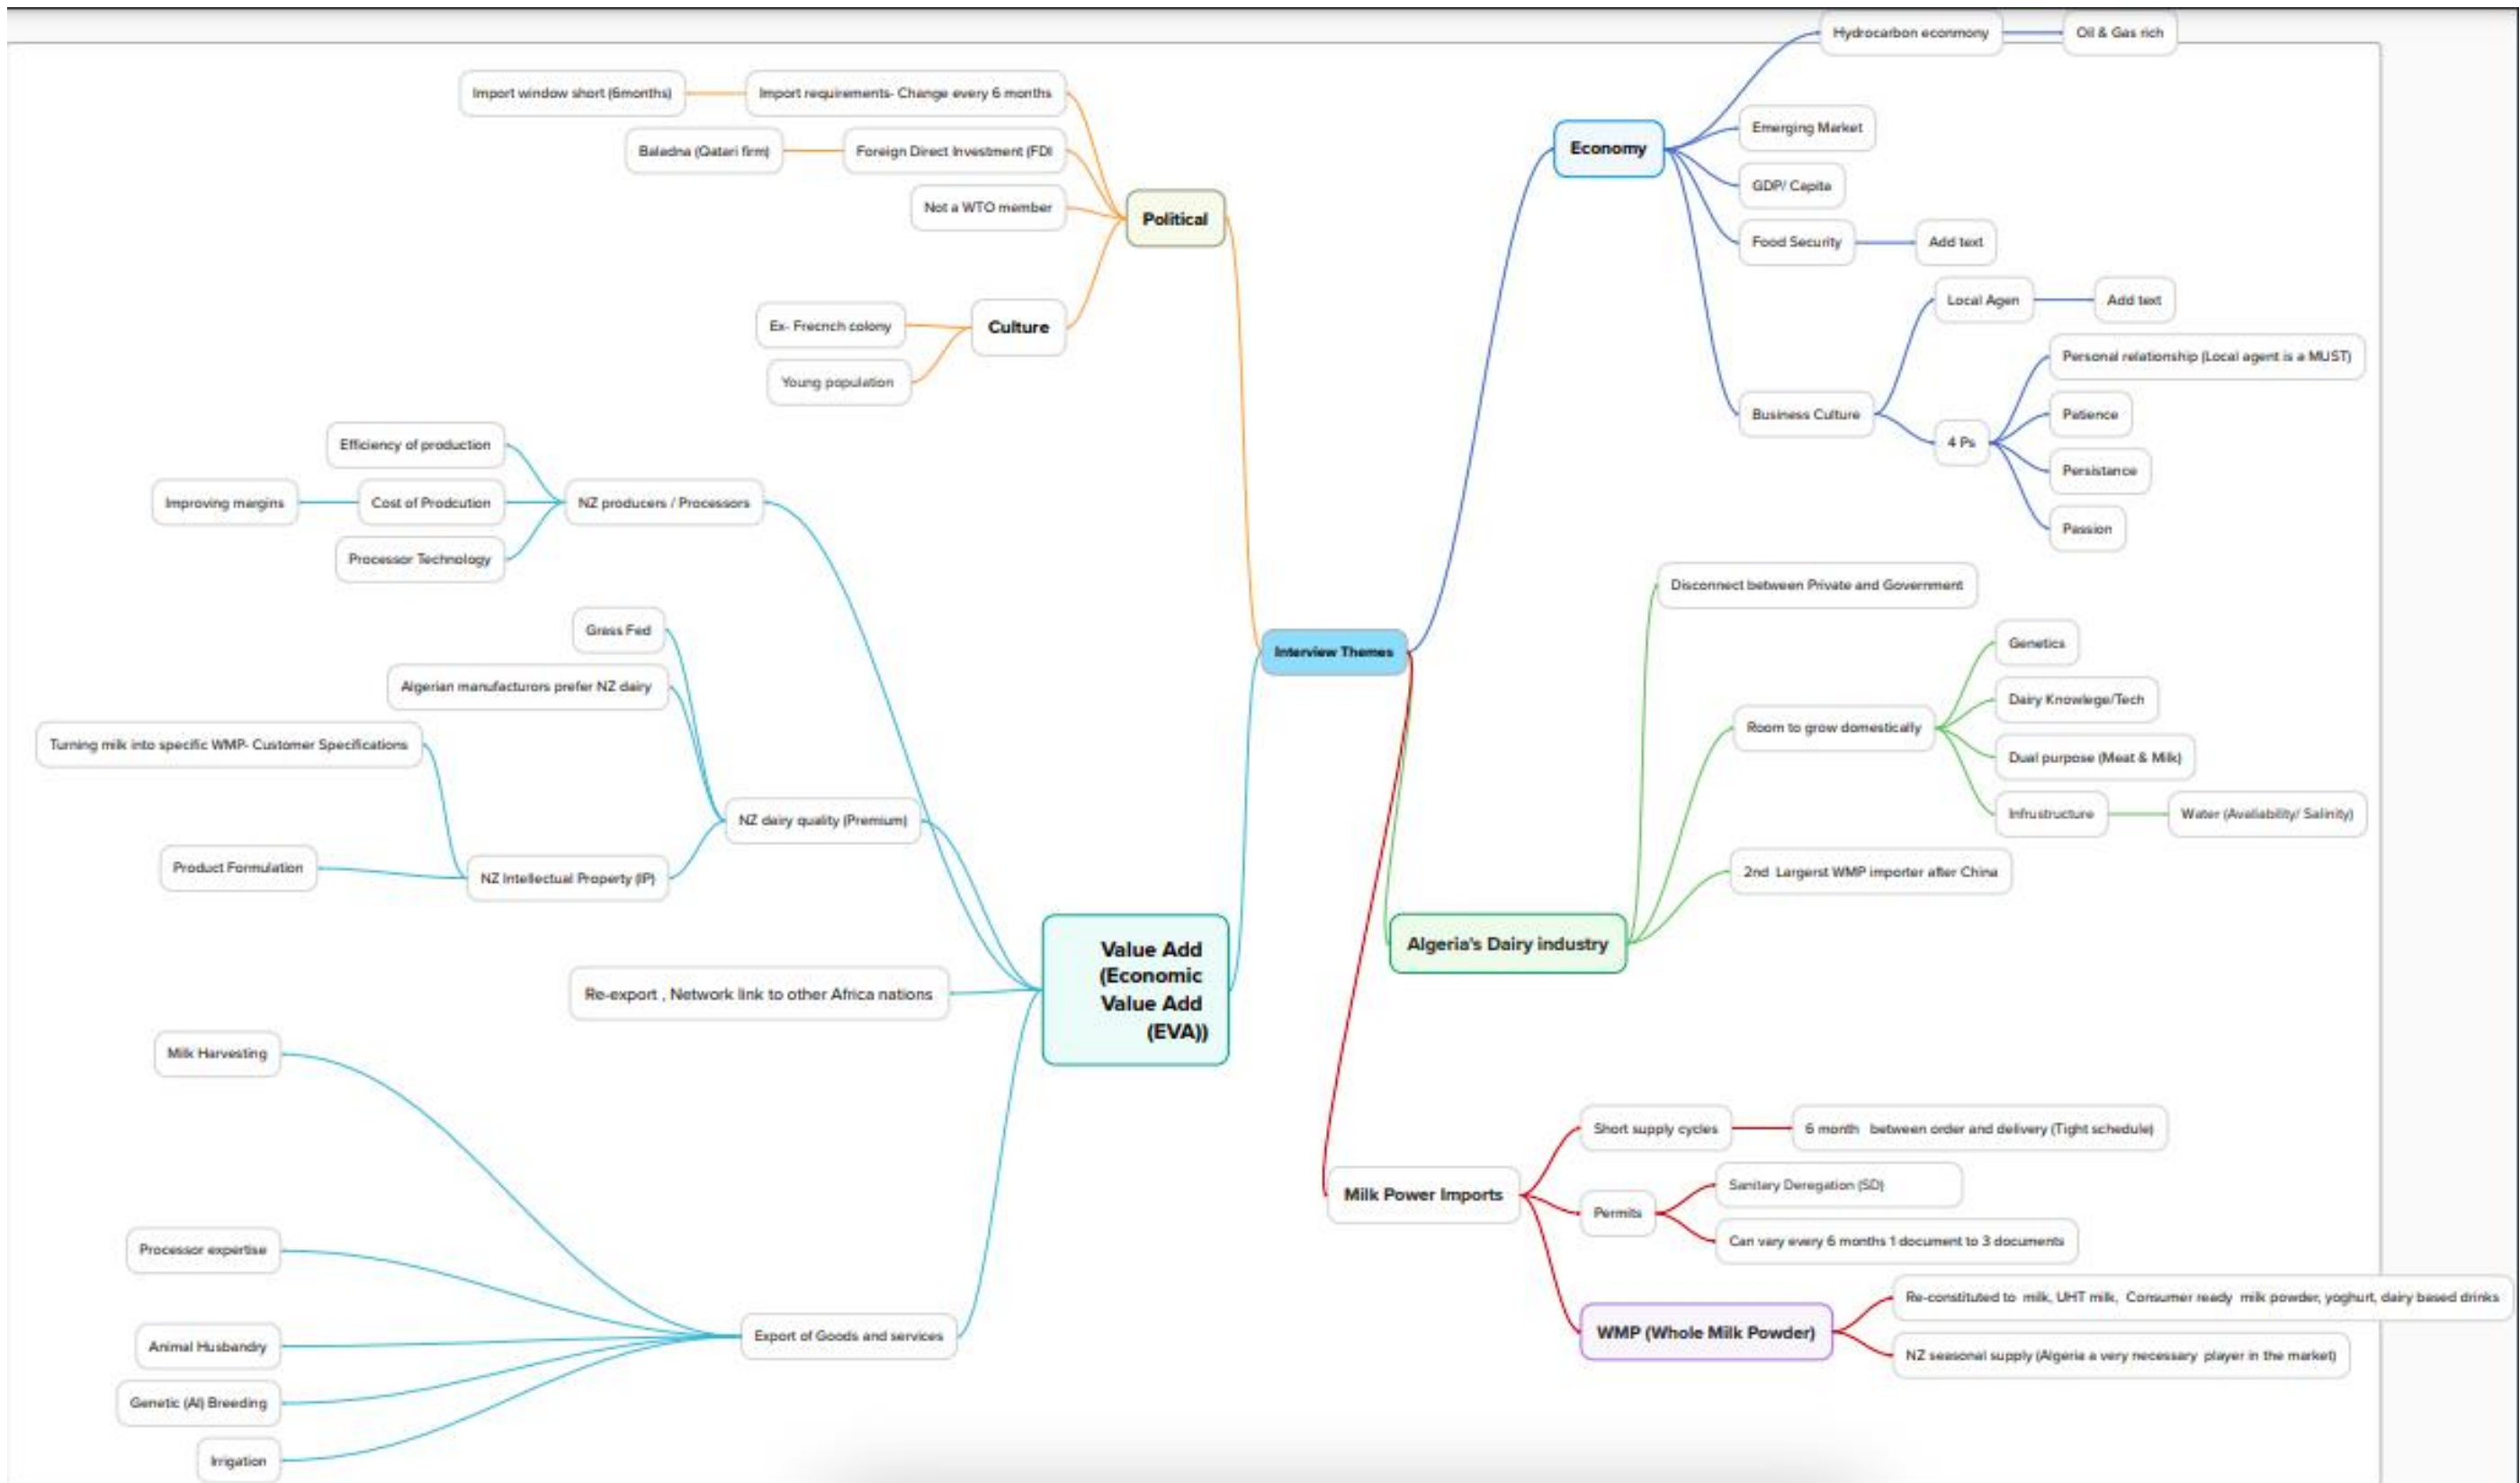 Interview Themes
Political
Import requirements- Change every 6 months
Import window short (6months)
Foreign Direct Investment (FDI
Baladna (Qatari firm)
Not a WTO member
Culture
Ex- Frecnch colony
Young population
Value Add
(Economic
Value Add
(EVA))
NZ producers / Processors
Efficiency of production
Cost of Prodcution
Improving margins
Processor Technology
NZ dairy quality (Premium)
Grass Fed
Algerian manufacturors prefer NZ dairy
NZ Intellectual Property (IP)
Turning milk into specific WMP- Customer Specifications
Product Formulation
Re-export , Network link to other Africa nations
Export of Goods and services
Milk Harvesting
Processor expertise
Animal Husbandry
Genetic (AI) Breeding
Irrigation
Economy
Hydrocarbon econmony
Oil & Gas rich
Emerging Market
GDP/ Capita
Food Security
Add text
Business Culture
Local Agen
Add text
4 Ps
Personal relationship (Local agent is a MUST)
Patience
Persistance
Passion
Algeria's Dairy industry
Disconnect between Private and Government
Room to grow domestically
Genetics
Dairy Knowlege/Tech
Dual purpose (Meat & Milk)
Infrustructure
Water (Avaliability/ Salinity)
2nd Largerst WMP importer after China
Milk Power Imports
Short supply cycles
6 month between order and delivery (Tight schedule)
Permits
Sanitary Deregation (SD)
Can vary every 6 months 1 document to 3 documents
WMP (Whole Milk Powder)
Re-constituted to milk, UHT milk, Consumer ready milk powder, yoghurt, dairy based drinks
NZ seasonal supply (Algeria a very necessary player in the market)